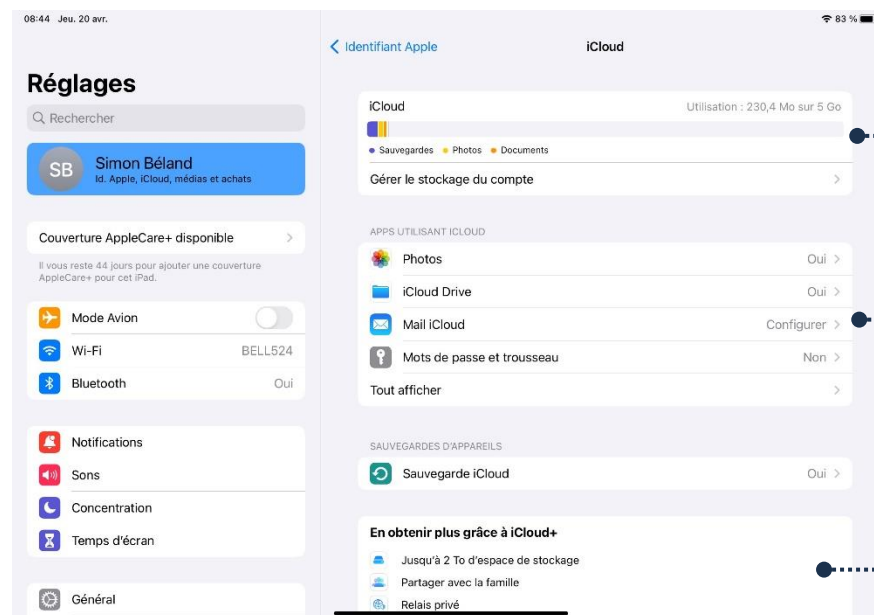 08:44 Jeu. 20 avr.
83 %
Identifiant Apple
iCloud
Réglages
Rechercher
SB
Simon Béland
Id. Apple, iCloud, médias et achats
Couverture AppleCare+ disponible
Il vous reste 44 jours pour ajouter une couverture
AppleCare+ pour cet iPad.
Mode Avion
Wi-Fi BELL524
Bluetooth Oui
Notifications
Sons
Concentration
Temps d'écran
Général
iCloud Utilisation : 230,4 Mo sur 5 Go
Sauvegardes Photos Documents
Gérer le stockage du compte
APPS UTILISANT ICLOUD
Photos Oui
iCloud Drive Oui
Mail iCloud Configurer
Mots de passe et trousseau Non
Tout afficher
SAUVEGARDES D'APPAREILS
Sauvegarde iCloud Oui
En obtenir plus grâce à iCloud+
Jusqu'à 2 To d'espace de stockage
Partager avec la famille
Relais privé